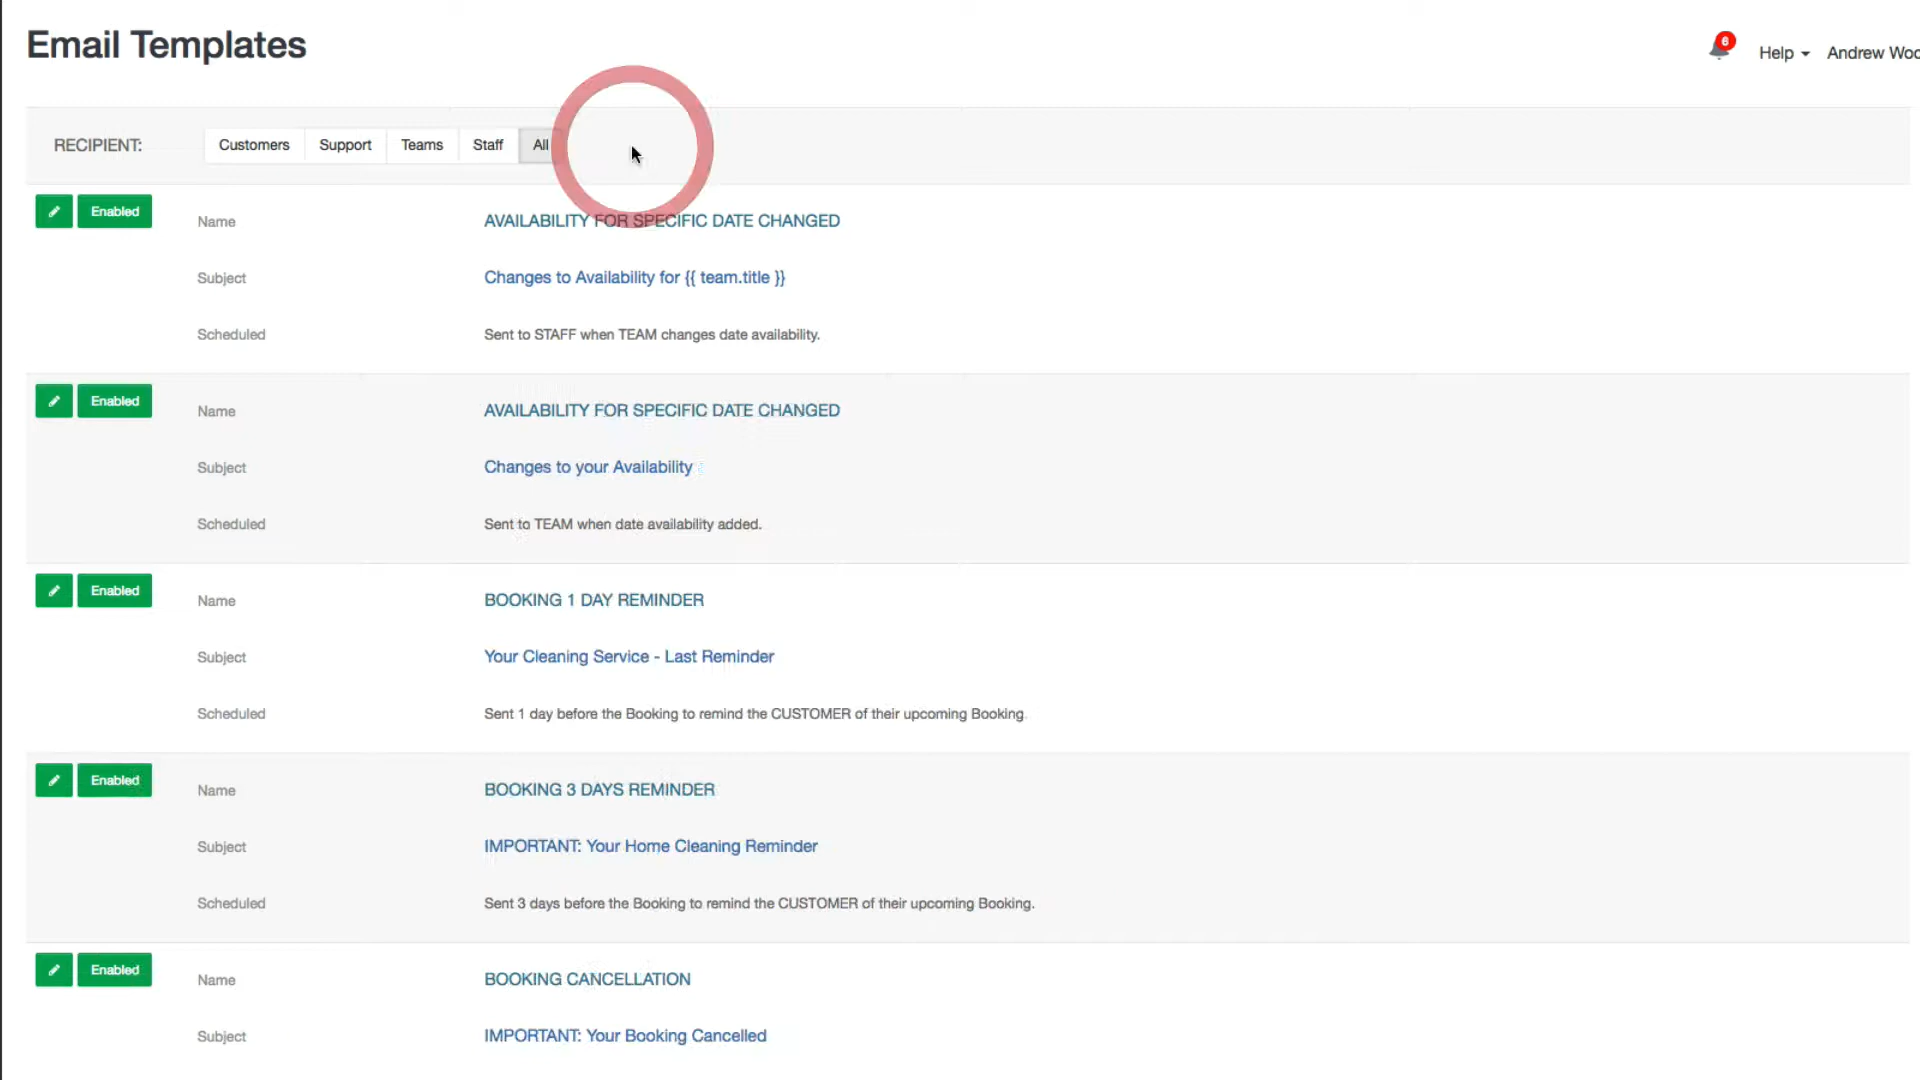 Email Templates
6
Help
Andrew Woo
RECIPIENT:
Customers
Support
Teams
Staff
All
Enabled
Name
AVAILABILITY FOR SPECIFIC DATE CHANGED
Subject
Changes to Availability for {{ team.title }}
Scheduled
Sent to STAFF when TEAM changes date availability.
Enabled
Name
AVAILABILITY FOR SPECIFIC DATE CHANGED
Subject
Changes to your Availability
Scheduled
Sent to TEAM when date availability added.
Enabled
Name
BOOKING 1 DAY REMINDER
Subject
Your Cleaning Service - Last Reminder
Scheduled
Sent 1 day before the Booking to remind the CUSTOMER of their upcoming Booking.
Enabled
Name
BOOKING 3 DAYS REMINDER
Subject
IMPORTANT: Your Home Cleaning Reminder
Scheduled
Sent 3 days before the Booking to remind the CUSTOMER of their upcoming Booking.
Enabled
Name
BOOKING CANCELLATION
Subject
IMPORTANT: Your Booking Cancelled